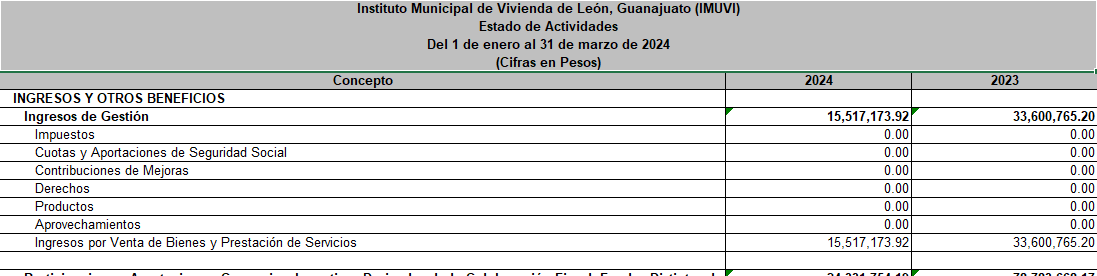 Instituto Municipal de Vivienda de León, Guanajuato (IMUVI)
Estado de Actividades
Del 1 de enero al 31 de marzo de 2024
(Cifras en Pesos)
Concepto 2024 2023
INGRESOS Y OTROS BENEFICIOS
Ingresos de Gestión 15,517,173.92 33,600,765.20
Impuestos 0.00 0.00
Cuotas y Aportaciones de Seguridad Social 0.00 0.00
Contribuciones de Mejoras 0.00 0.00
Derechos 0.00 0.00
Productos 0.00 0.00
Aprovechamientos 0.00 0.00
Ingresos por Venta de Bienes y Prestación de Servicios 15,517,173.92 33,600,765.20